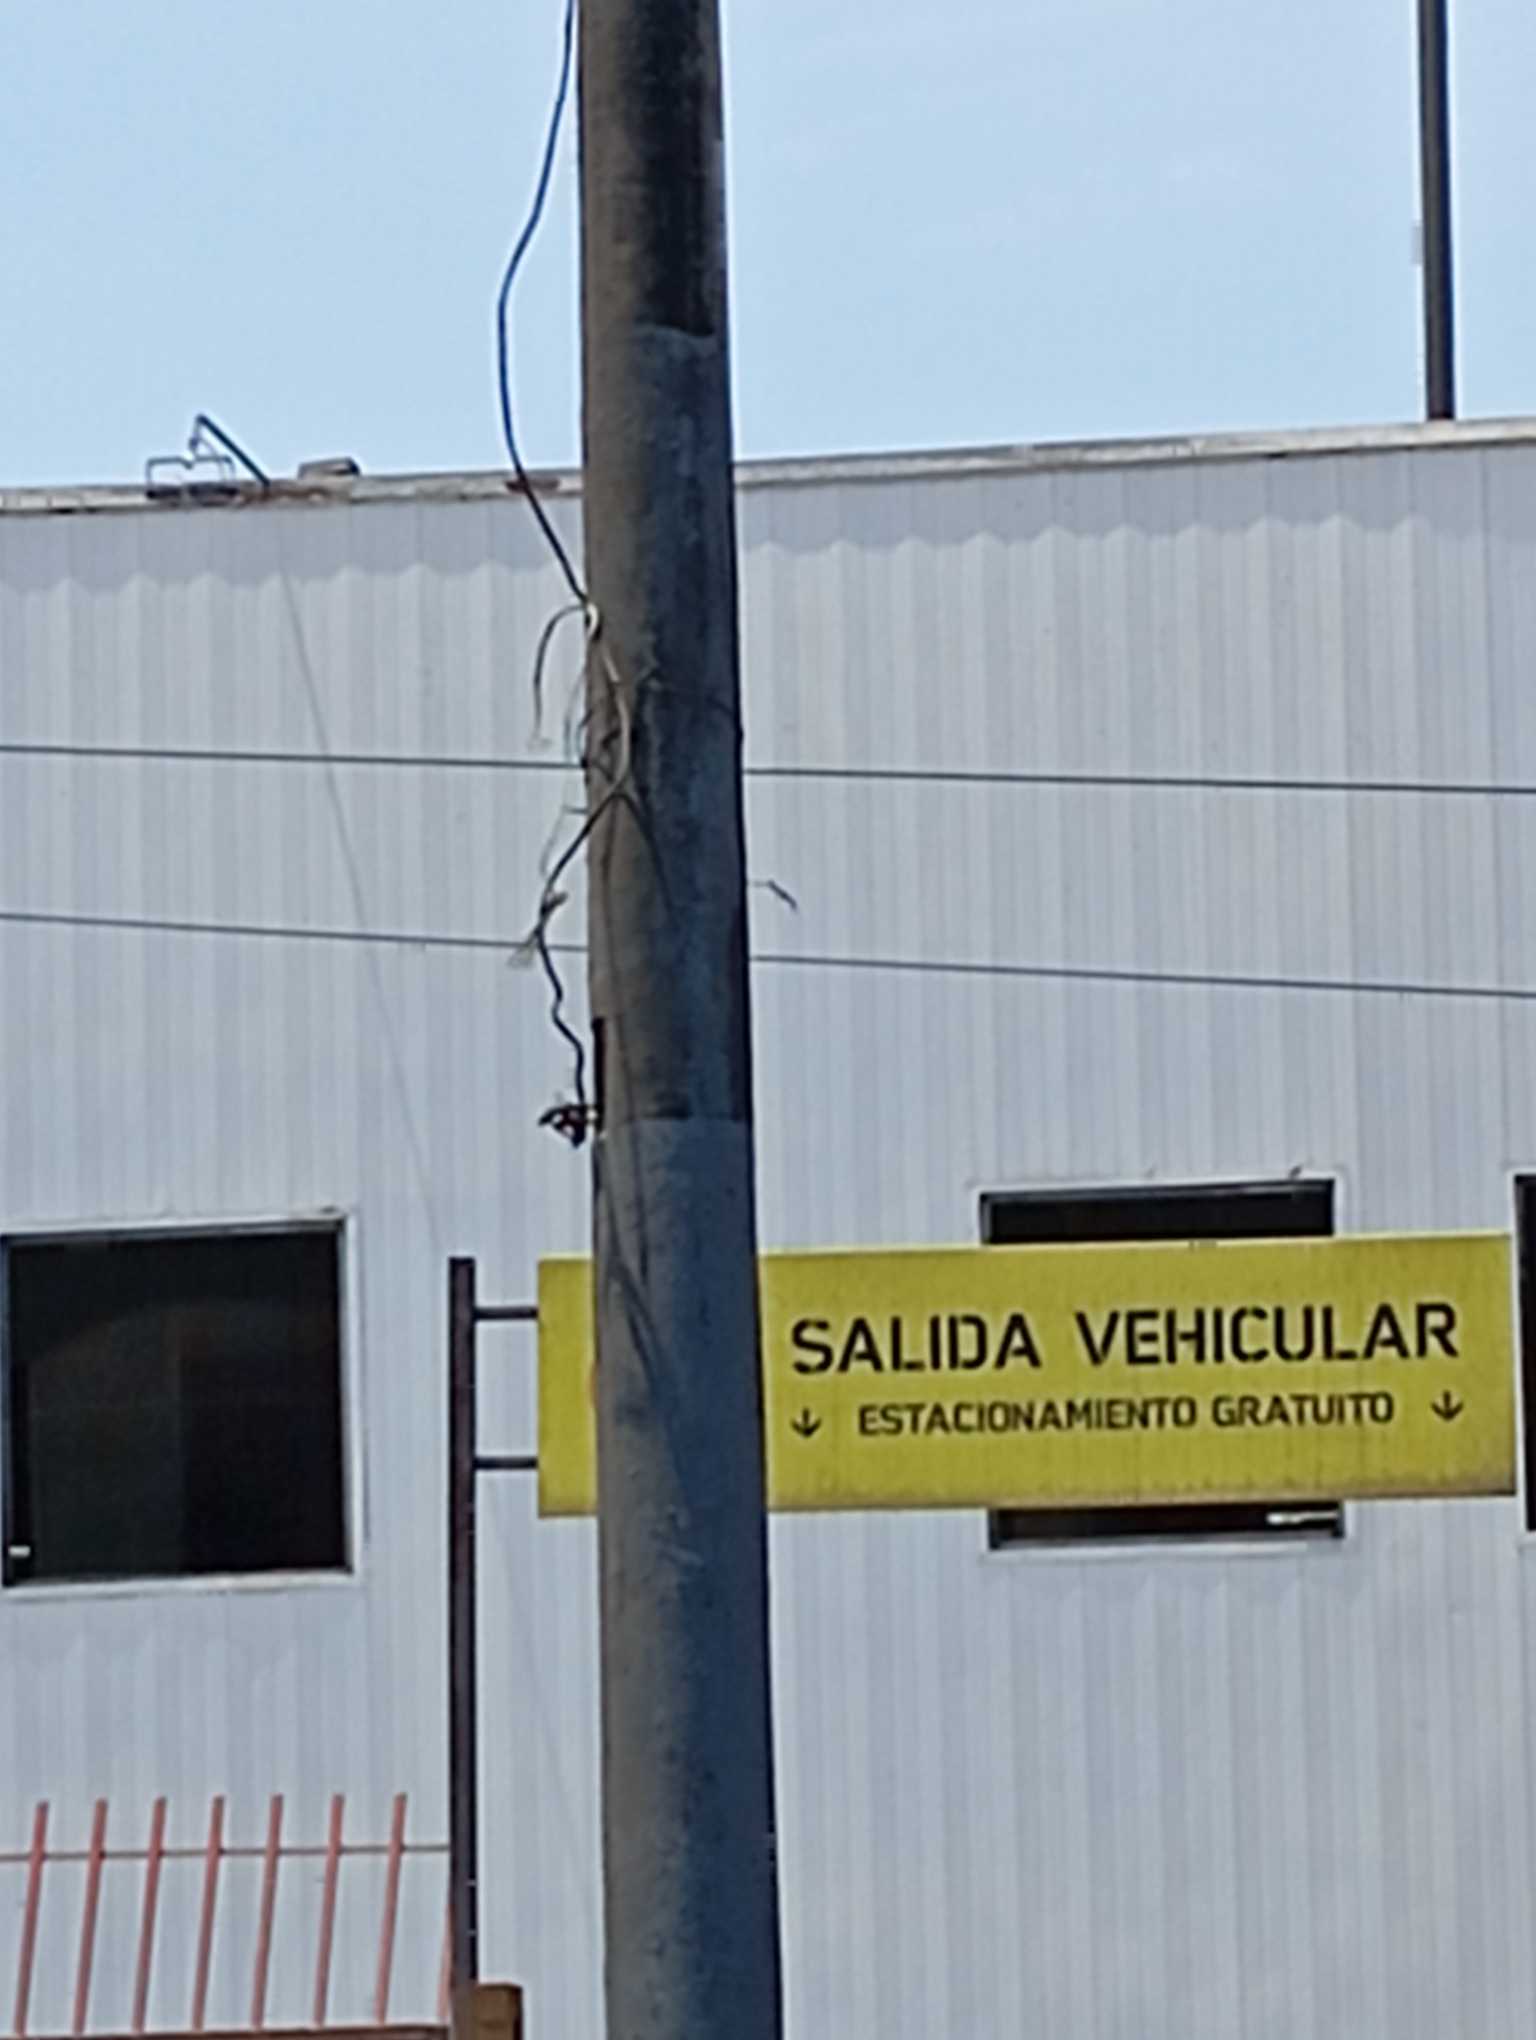 SALIDA VEHICULAR
↓ ESTACIONAMIENTO GRATUITO ↓